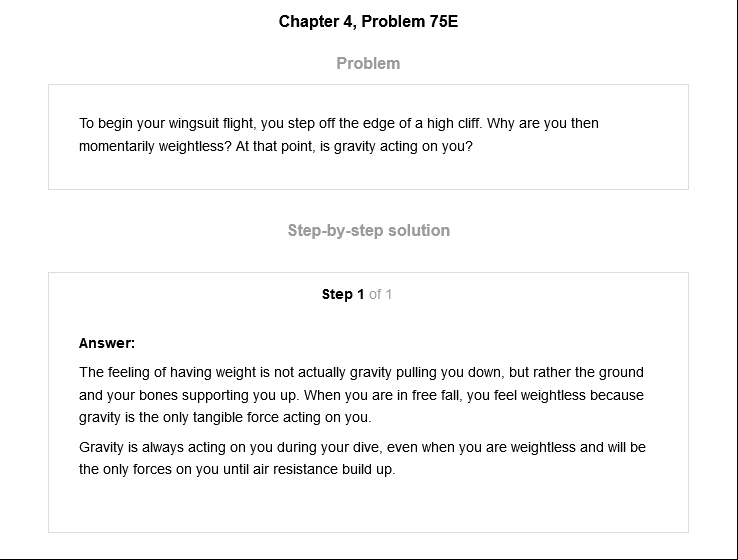 Chapter 4, Problem 75E
Problem
To begin your wingsuit flight, you step off the edge of a high cliff. Why are you then
momentarily weightless? At that point, is gravity acting on you?
Step-by-step solution
Step 1 of 1
Answer:
The feeling of having weight is not actually gravity pulling you down, but rather the ground
and your bones supporting you up. When you are in free fall, you feel weightless because
gravity is the only tangible force acting on you.
Gravity is always acting on you during your dive, even when you are weightless and will be
the only forces on you until air resistance build up.